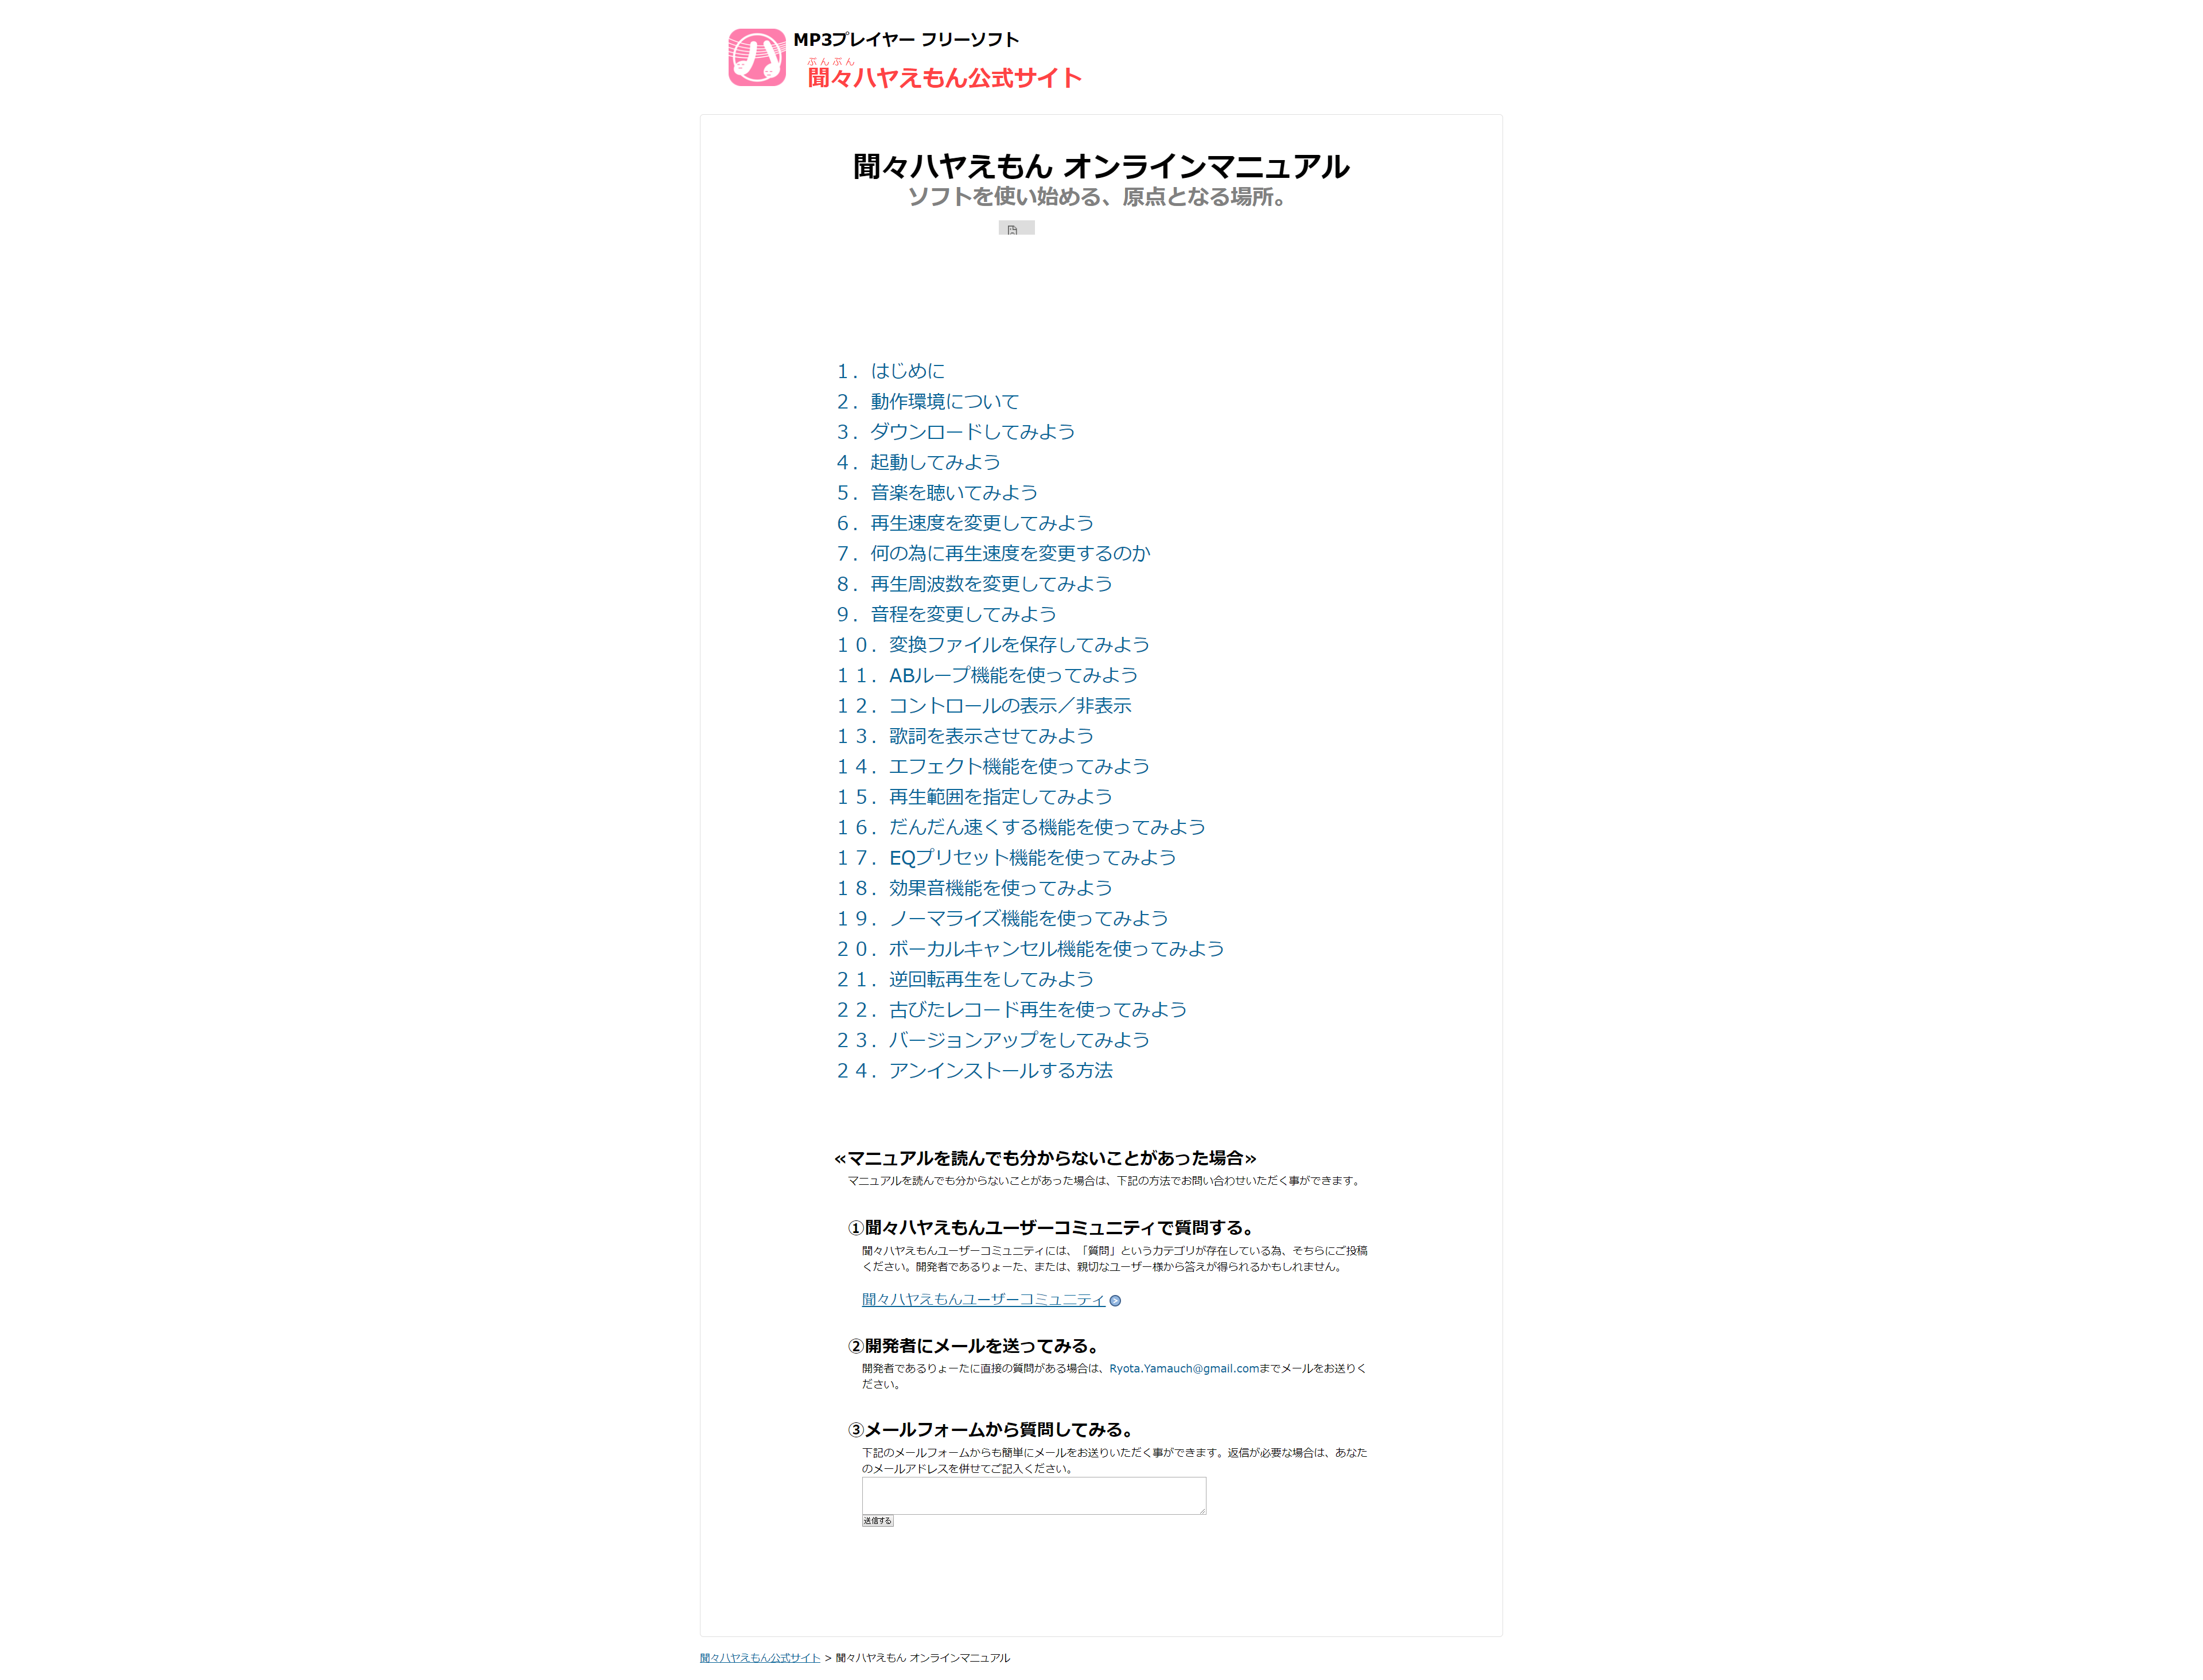 MP3プレイヤー フリーソフト
ぶんぶん
聞々ハヤえもん公式サイト
聞々ハヤえもん オンラインマニュアル
ソフトを使い始める、原点となる場所。
１．はじめに
２．動作環境について
３．ダウンロードしてみよう
４．起動してみよう
５．音楽を聴いてみよう
６．再生速度を変更してみよう
７．何の為に再生速度を変更するのか
８．再生周波数を変更してみよう
９．音程を変更してみよう
１０．変換ファイルを保存してみよう
１１．ABループ機能を使ってみよう
１２．コントロールの表示／非表示
１３．歌詞を表示させてみよう
１４．エフェクト機能を使ってみよう
１５．再生範囲を指定してみよう
１６．だんだん速くする機能を使ってみよう
１７．EQプリセット機能を使ってみよう
１８．効果音機能を使ってみよう
１９．ノーマライズ機能を使ってみよう
２０．ボーカルキャンセル機能を使ってみよう
２１．逆回転再生をしてみよう
２２．古びたレコード再生を使ってみよう
２３．バージョンアップをしてみよう
２４．アンインストールする方法
≪マニュアルを読んでも分からないことがあった場合≫
マニュアルを読んでも分からないことがあった場合は、下記の方法でお問い合わせいただく事ができます。
①聞々ハヤえもんユーザーコミュニティで質問する。
聞々ハヤえもんユーザーコミュニティには、「質問」というカテゴリが存在している為、そちらにご投稿
ください。開発者であるりょーた、または、親切なユーザー様から答えが得られるかもしれません。
聞々ハヤえもんユーザーコミュニティ
②開発者にメールを送ってみる。
開発者であるりょーたに直接の質問がある場合は、Ryota.Yamauch@gmail.comまでメールをお送りく
ださい。
③メールフォームから質問してみる。
下記のメールフォームからも簡単にメールをお送りいただく事ができます。返信が必要な場合は、あなた
のメールアドレスを併せてご記入ください。
送信する
聞々ハヤえもん公式サイト > 聞々ハヤえもん オンラインマニュアル